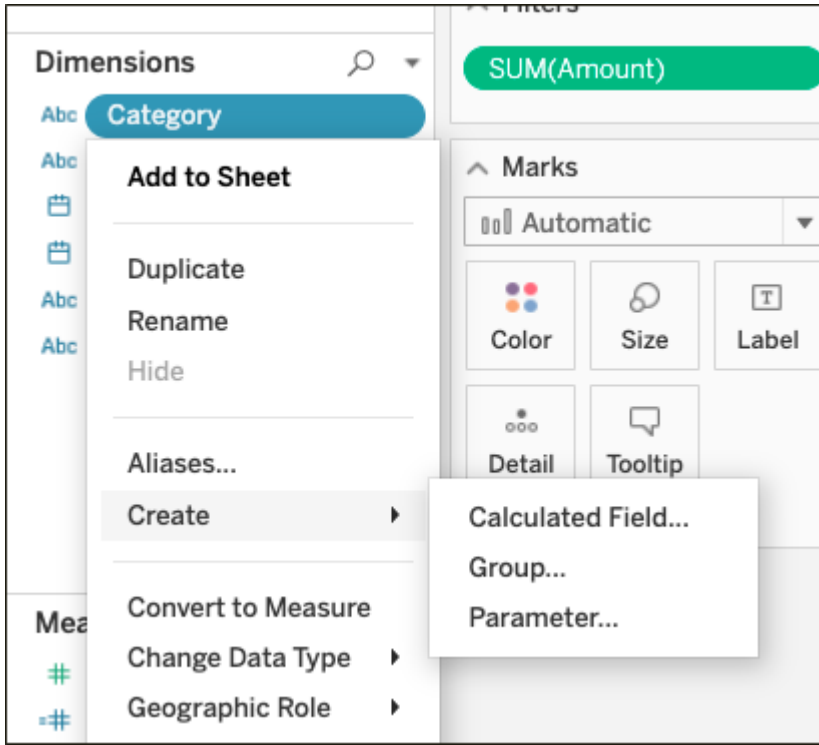 Filters
Dimensions
SUM(Amount)
Abc Category
Abc
Add to Sheet
Marks
Automatic
Duplicate
Abc
Rename
Abc
Hide
Color Size Label
Detail Tooltip
Aliases...
Create
Calculated Field...
Group...
Parameter...
Convert to Measure
Mea
Change Data Type
#
Geographic Role
=#